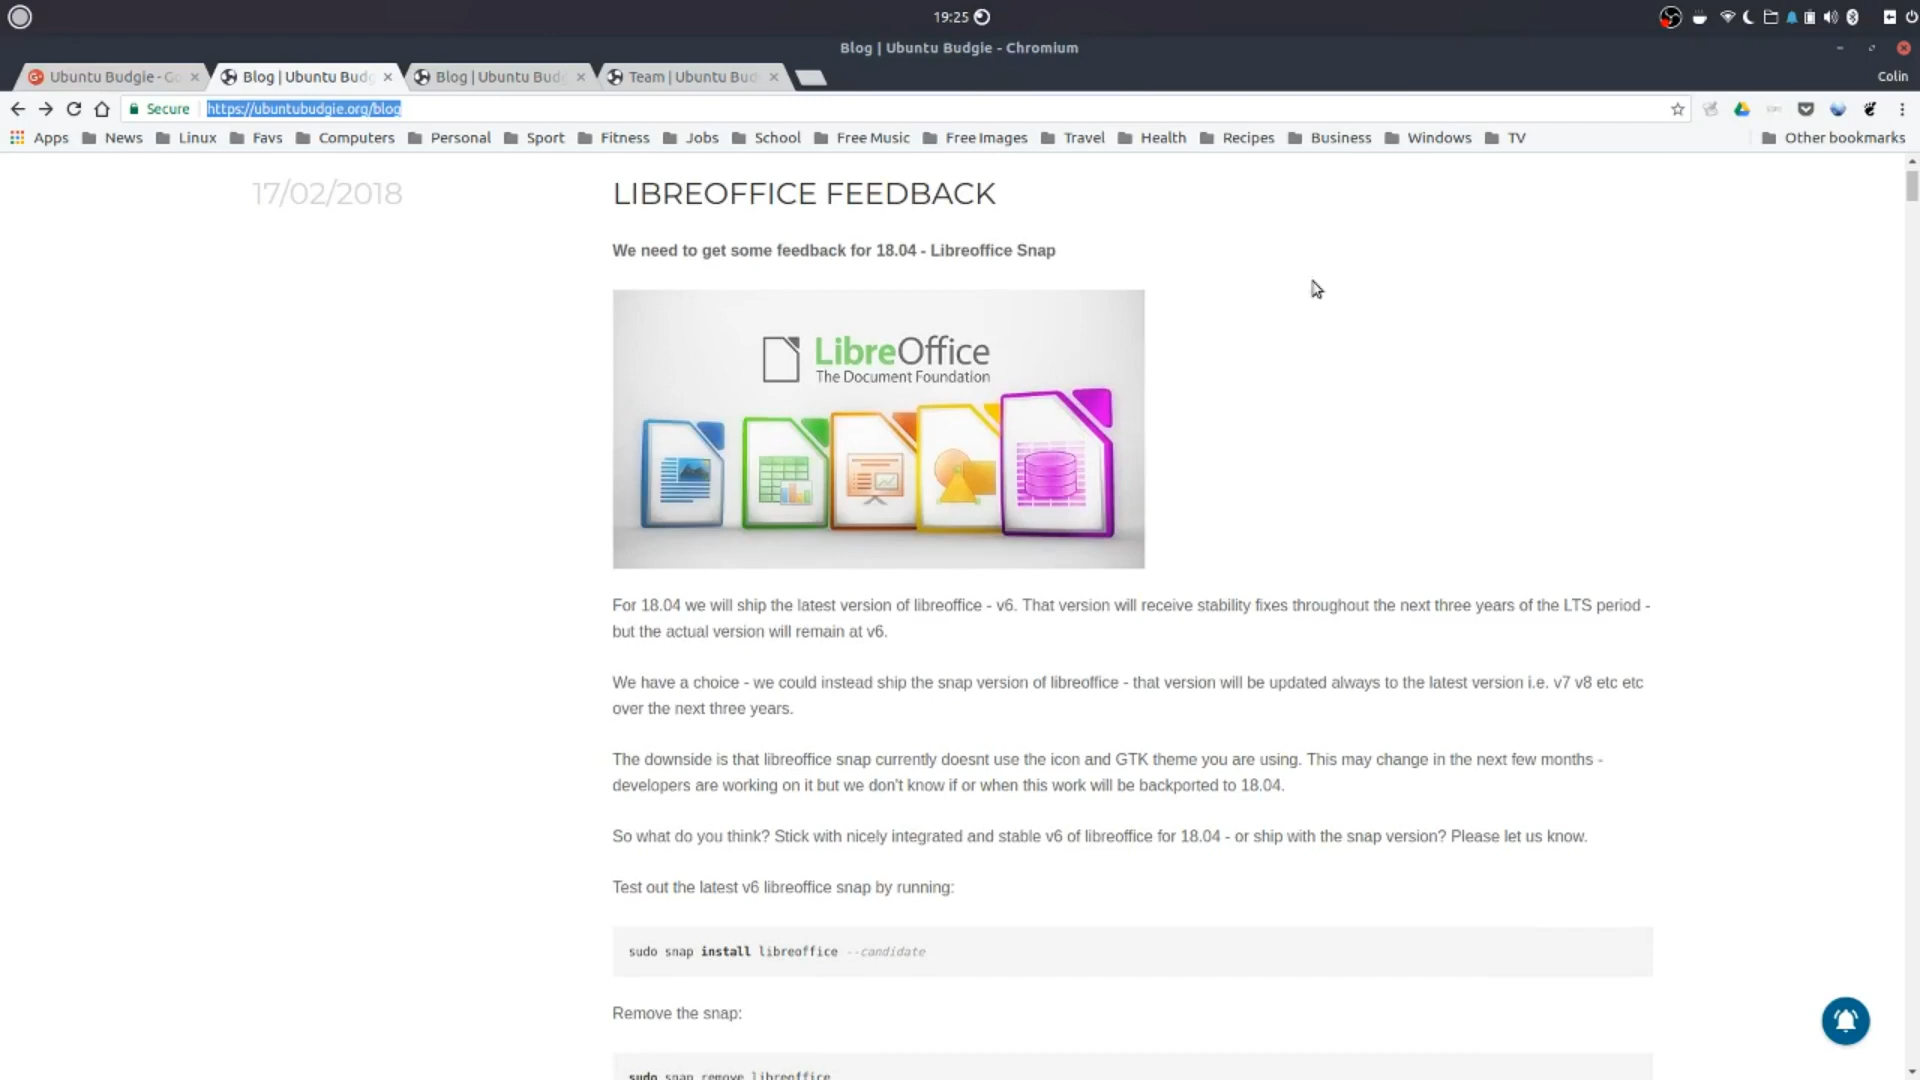 19:25
Blog | Ubuntu Budgie - Chromium
Ubuntu Budgie - Go
Blog | Ubuntu Budg
Blog | Ubuntu Budg
Team | Ubuntu Bud
Colin
Secure
https://ubuntubudgie.org/blog
Apps
News
Linux
Favs
Computers
Personal
Sport
Fitness
Jobs
School
Free Music
Free Images
Travel
Health
Recipes
Business
Windows
TV
Other bookmarks
17/02/2018
LIBREOFFICE FEEDBACK
We need to get some feedback for 18.04 - Libreoffice Snap
LibreOffice
The Document Foundation
For 18.04 we will ship the latest version of libreoffice - v6. That version will receive stability fixes throughout the next three years of the LTS period -
but the actual version will remain at v6.
We have a choice - we could instead ship the snap version of libreoffice - that version will be updated always to the latest version i.e. v7 v8 etc etc
over the next three years.
The downside is that libreoffice snap currently doesnt use the icon and GTK theme you are using. This may change in the next few months -
developers are working on it but we don't know if or when this work will be backported to 18.04.
So what do you think? Stick with nicely integrated and stable v6 of libreoffice for 18.04 - or ship with the snap version? Please let us know.
Test out the latest v6 libreoffice snap by running:
sudo snap install libreoffice --candidate
Remove the snap:
sudo snap remove libreoffice